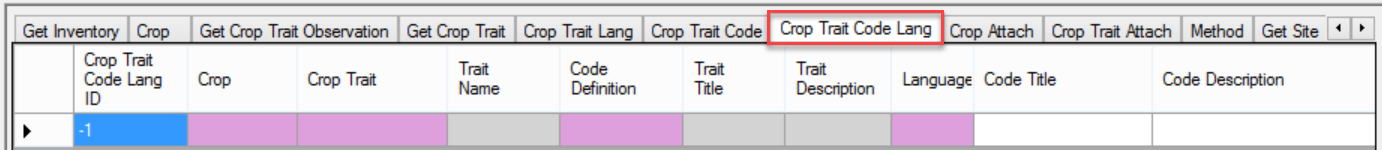 Get Inventory Crop Get Crop Trait Observation Get Crop Trait Crop Trait Lang Crop Trait Code Crop Trait Code Lang Crop Attach Crop Trait Attach Method Get Site
Crop Trait Code Lang ID Crop Crop Trait Trait Name Code Definition Trait Title Trait Description Language Code Title Code Description
-1